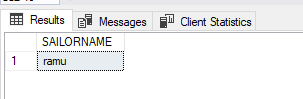 Results Messages Client Statistics
SAILORNAME
1 ramu